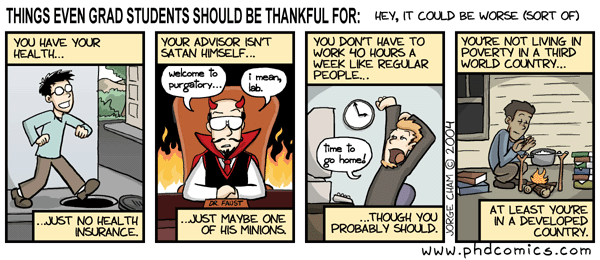 THINGS EVEN GRAD STUDENTS SHOULD BE THANKFUL FOR: HEY, IT COULD BE WORSE (SORT OF)
YOU HAVE YOUR
HEALTH...
...JUST NO HEALTH
INSURANCE.
YOUR ADVISOR ISN'T
SATAN HIMSELF...
welcome to
purgatory...
i mean,
lab.
DR. FAUST
...JUST MAYBE ONE
OF HIS MINIONS.
YOU DON'T HAVE TO
WORK 40 HOURS A
WEEK LIKE REGULAR
PEOPLE...
time to
go home!
...THOUGH YOU
PROBABLY SHOULD.
JORGE CHAM © 2004
YOU'RE NOT LIVING IN
POVERTY IN A THIRD
WORLD COUNTRY...
AT LEAST YOU'RE
IN A DEVELOPED
COUNTRY.
www.phdcomics.com